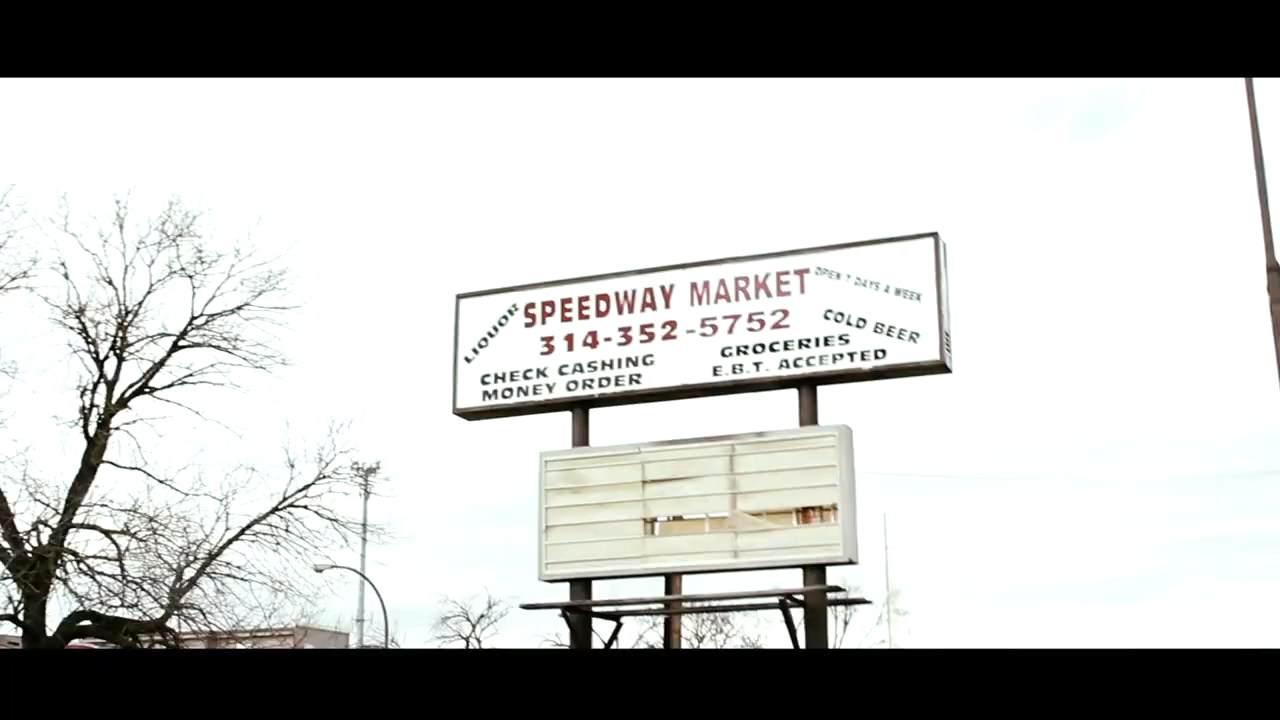 LIQUOR
SPEEDWAY MARKET
OPEN 7 DAYS A WEEK
314-352-5752
COLD BEER
CHECK CASHING
MONEY ORDER
GROCERIES
E.B.T. ACCEPTED